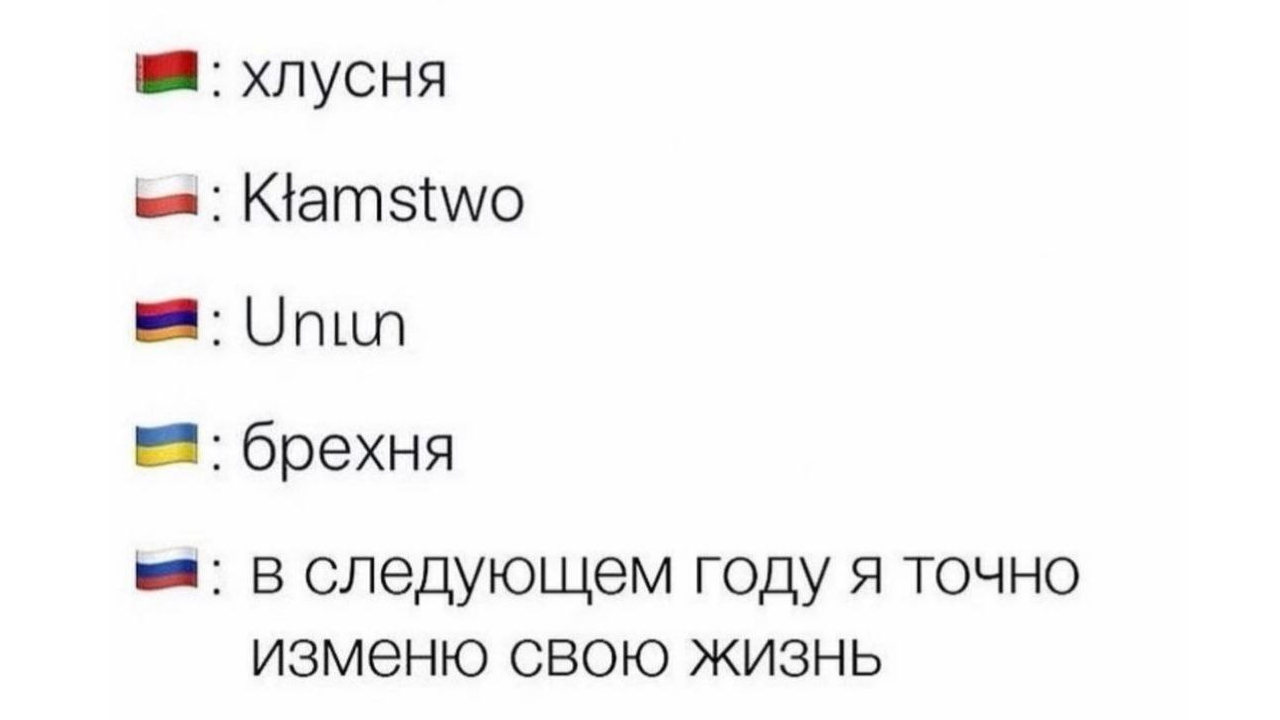 🇧🇾: хлусня
🇵🇱: Kłamstwo
🇦🇲: Սուտ
🇺🇦: брехня
🇷🇺: в следующем году я точно
изменю свою жизнь